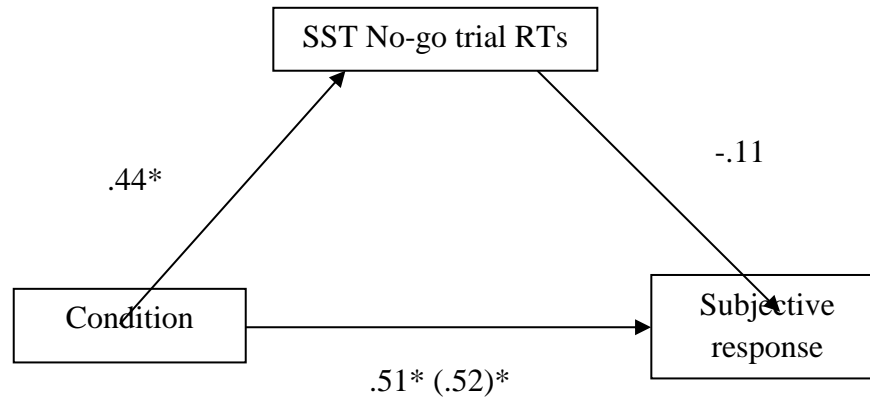 SST No-go trial RTs
.44*
-.11
Condition
Subjective
response
.51* (.52)*